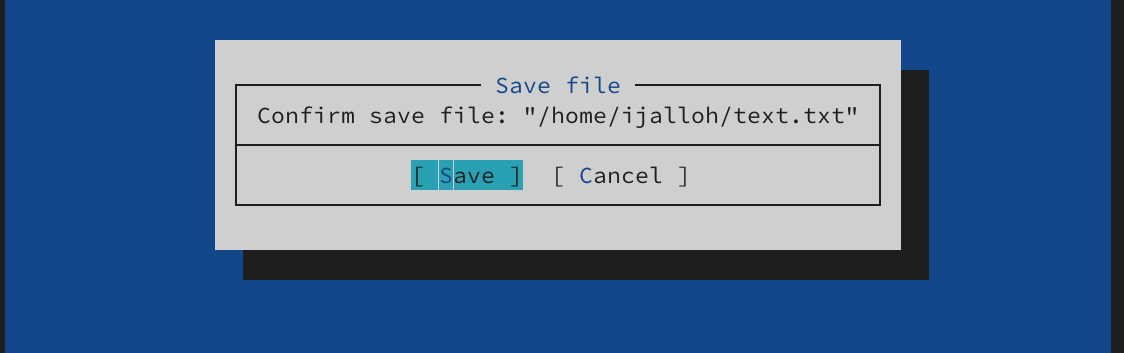 Save file
Confirm save file: "/home/ijalloh/text.txt"
[ Save ]  [ Cancel ]